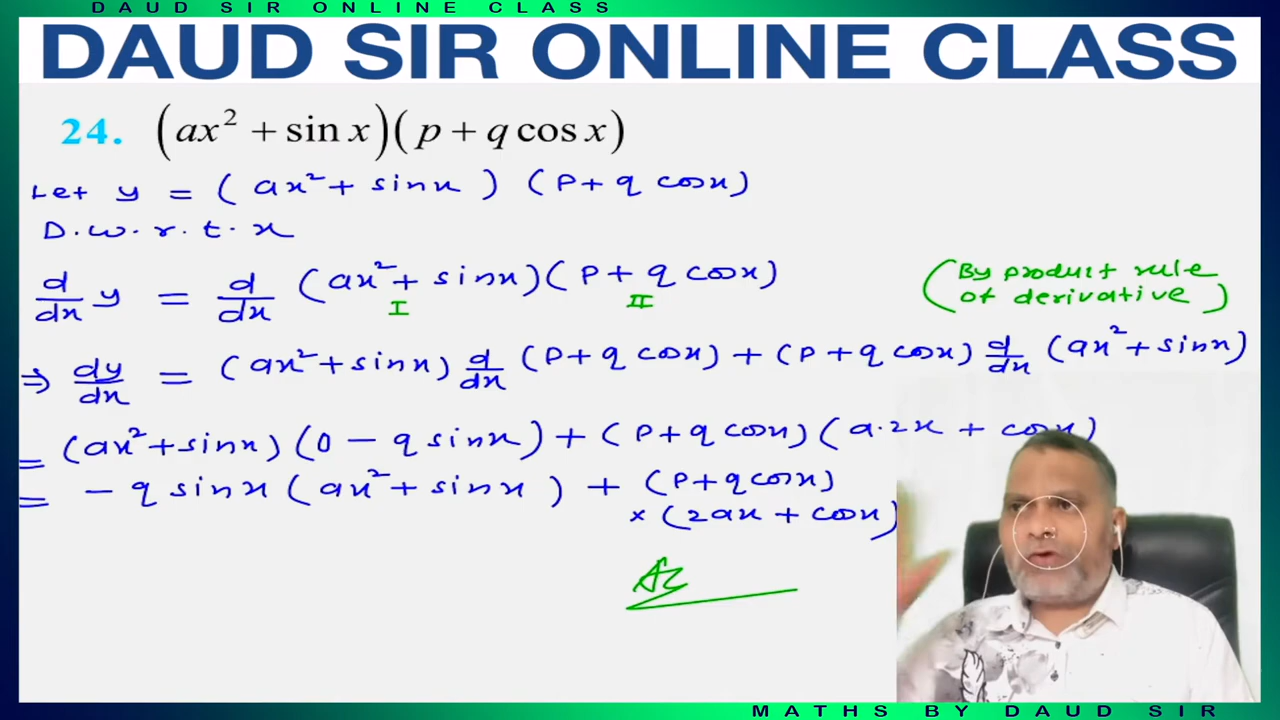 DAUD SIR ONLINE CLASS
DAUD SIR ONLINE CLASS
24. (ax² + sin x)(p + q cos x)
Let y = (ax² + sinx) (p + q cosx)
D.w.r.t. x
d/dx y = d/dx (ax² + sinx)(p + q cosx) (By product rule
I II of derivative)
⇒ dy/dx = (ax² + sinx) d/dx (p + q cosx) + (p + q cosx) d/dx (ax² + sinx)
= (ax² + sinx)(0 − q sinx) + (p + q cosx)(a·2x + cosx)
= − q sinx (ax² + sinx) + (p + q cosx)
× (2ax + cosx)
MATHS BY DAUD SIR